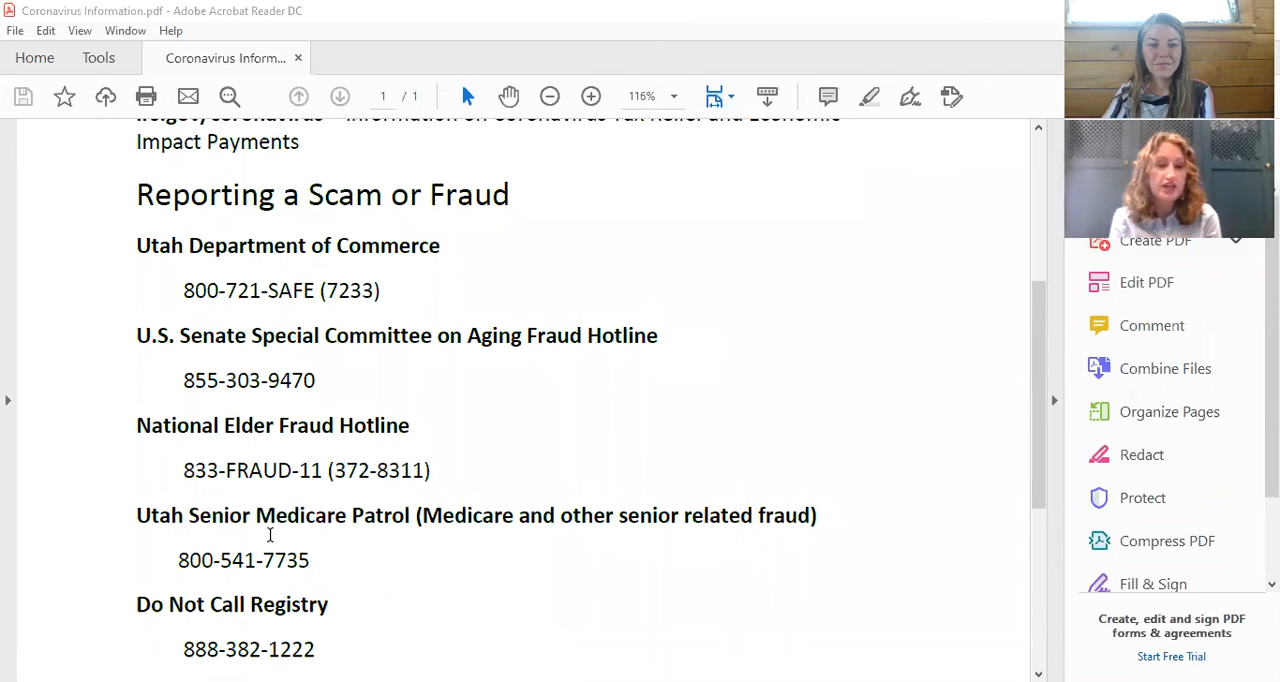 Coronavirus Information.pdf - Adobe Acrobat Reader DC
File Edit View Window Help
Home Tools Coronavirus Inform... ×
1 / 1 116%
Impact Payments
Reporting a Scam or Fraud
Utah Department of Commerce
800-721-SAFE (7233)
U.S. Senate Special Committee on Aging Fraud Hotline
855-303-9470
National Elder Fraud Hotline
833-FRAUD-11 (372-8311)
Utah Senior Medicare Patrol (Medicare and other senior related fraud)
800-541-7735
Do Not Call Registry
888-382-1222
Create PDF
Edit PDF
Comment
Combine Files
Organize Pages
Redact
Protect
Compress PDF
Fill & Sign
Create, edit and sign PDF
forms & agreements
Start Free Trial